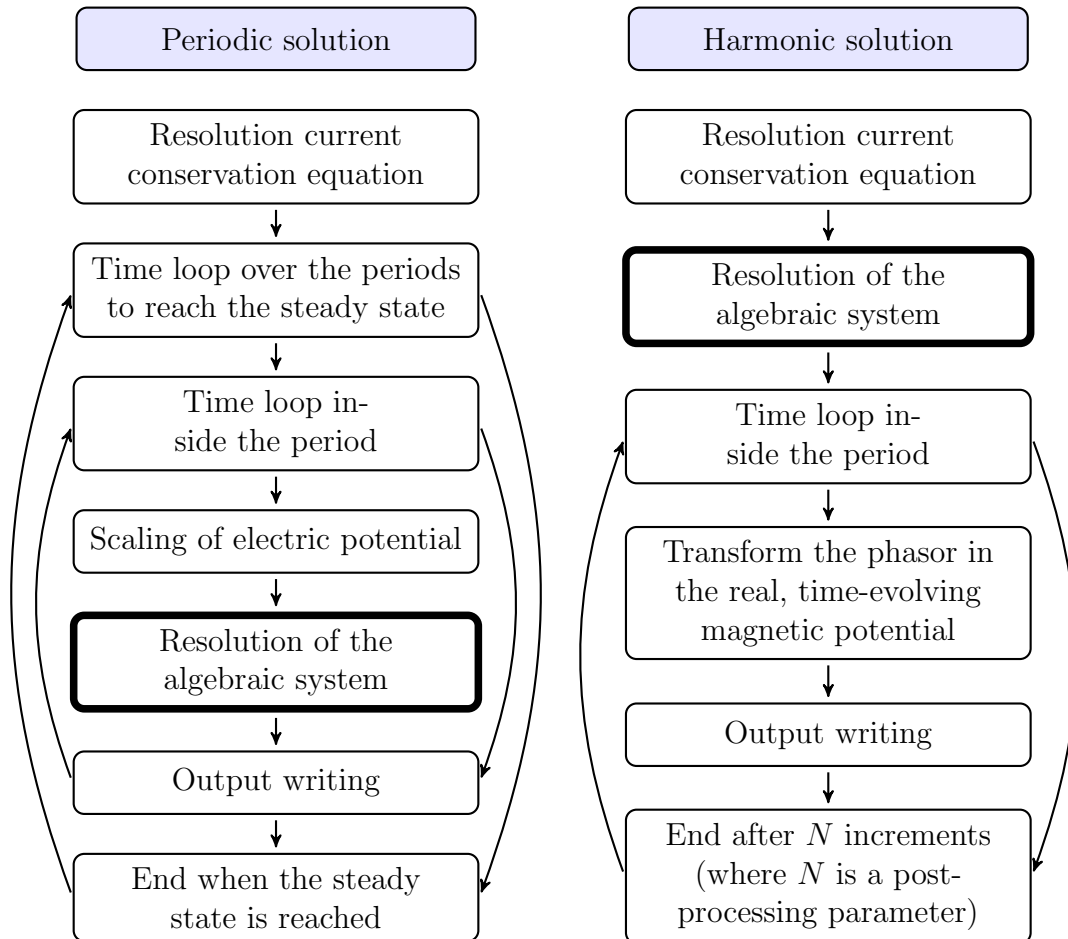 Periodic solution
Resolution current
conservation equation
Time loop over the periods
to reach the steady state
Time loop in-
side the period
Scaling of electric potential
Resolution of the
algebraic system
Output writing
End when the steady
state is reached
Harmonic solution
Resolution current
conservation equation
Resolution of the
algebraic system
Time loop in-
side the period
Transform the phasor in
the real, time-evolving
magnetic potential
Output writing
End after N increments
(where N is a post-
processing parameter)